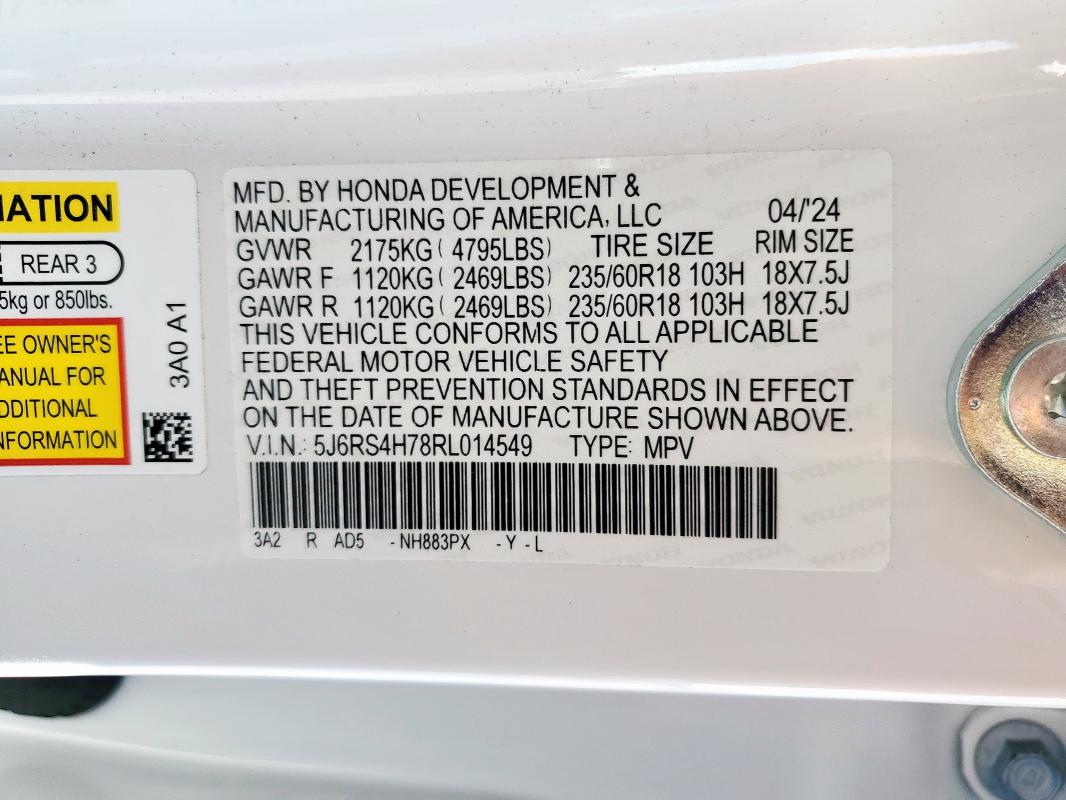 MATION
REAR 3
5kg or 850lbs.
EE OWNER'S
ANUAL FOR
DDITIONAL
NFORMATION
3A0 A1
MFD. BY HONDA DEVELOPMENT &
MANUFACTURING OF AMERICA, LLC 04/'24
GVWR 2175KG ( 4795LBS) TIRE SIZE RIM SIZE
GAWR F 1120KG ( 2469LBS) 235/60R18 103H 18X7.5J
GAWR R 1120KG ( 2469LBS) 235/60R18 103H 18X7.5J
THIS VEHICLE CONFORMS TO ALL APPLICABLE
FEDERAL MOTOR VEHICLE SAFETY
AND THEFT PREVENTION STANDARDS IN EFFECT
ON THE DATE OF MANUFACTURE SHOWN ABOVE.
V.I.N.: 5J6RS4H78RL014549 TYPE: MPV
3A2 R AD5 -NH883PX -Y -L